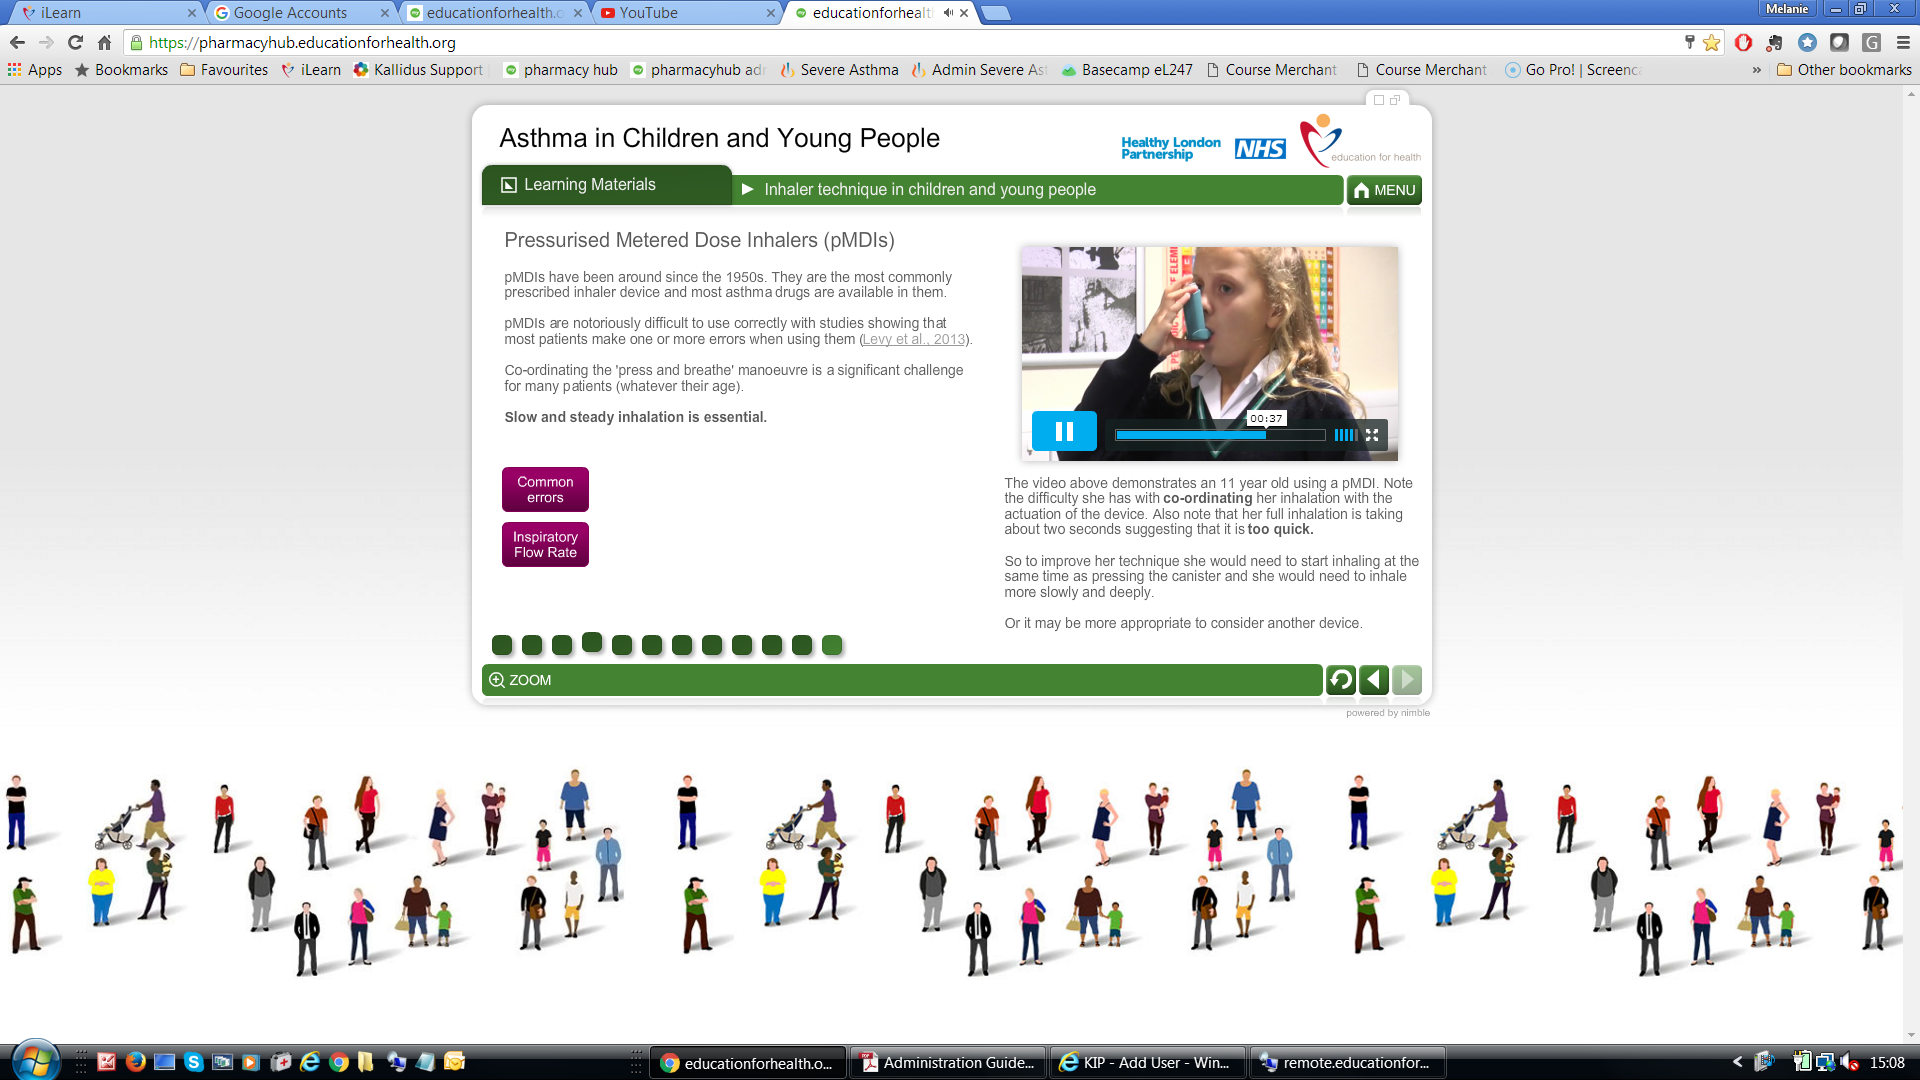 iLearn
Google Accounts
educationforhealth.o
YouTube
educationforhealth
Melanie
https://pharmacyhub.educationforhealth.org
Apps
Bookmarks
Favourites
iLearn
Kallidus Support
pharmacy hub
pharmacyhub ad
Severe Asthma
Admin Severe As
Basecamp eL247
Course Merchant
Course Merchant
Go Pro! | Screenc
»
Other bookmarks
Asthma in Children and Young People
Healthy London
Partnership
NHS
education for health
Learning Materials
Inhaler technique in children and young people
MENU
Pressurised Metered Dose Inhalers (pMDIs)
pMDIs have been around since the 1950s. They are the most commonly
prescribed inhaler device and most asthma drugs are available in them.
pMDIs are notoriously difficult to use correctly with studies showing that
most patients make one or more errors when using them (Levy et al., 2013).
Co-ordinating the 'press and breathe' manoeuvre is a significant challenge
for many patients (whatever their age).
Slow and steady inhalation is essential.
Common
errors
Inspiratory
Flow Rate
00:37
The video above demonstrates an 11 year old using a pMDI. Note
the difficulty she has with co-ordinating her inhalation with the
actuation of the device. Also note that her full inhalation is taking
about two seconds suggesting that it is too quick.
So to improve her technique she would need to start inhaling at the
same time as pressing the canister and she would need to inhale
more slowly and deeply.
Or it may be more appropriate to consider another device.
ZOOM
powered by nimble
educationforhealth.o...
Administration Guide...
KIP - Add User - Win...
remote.educationfor...
15:08